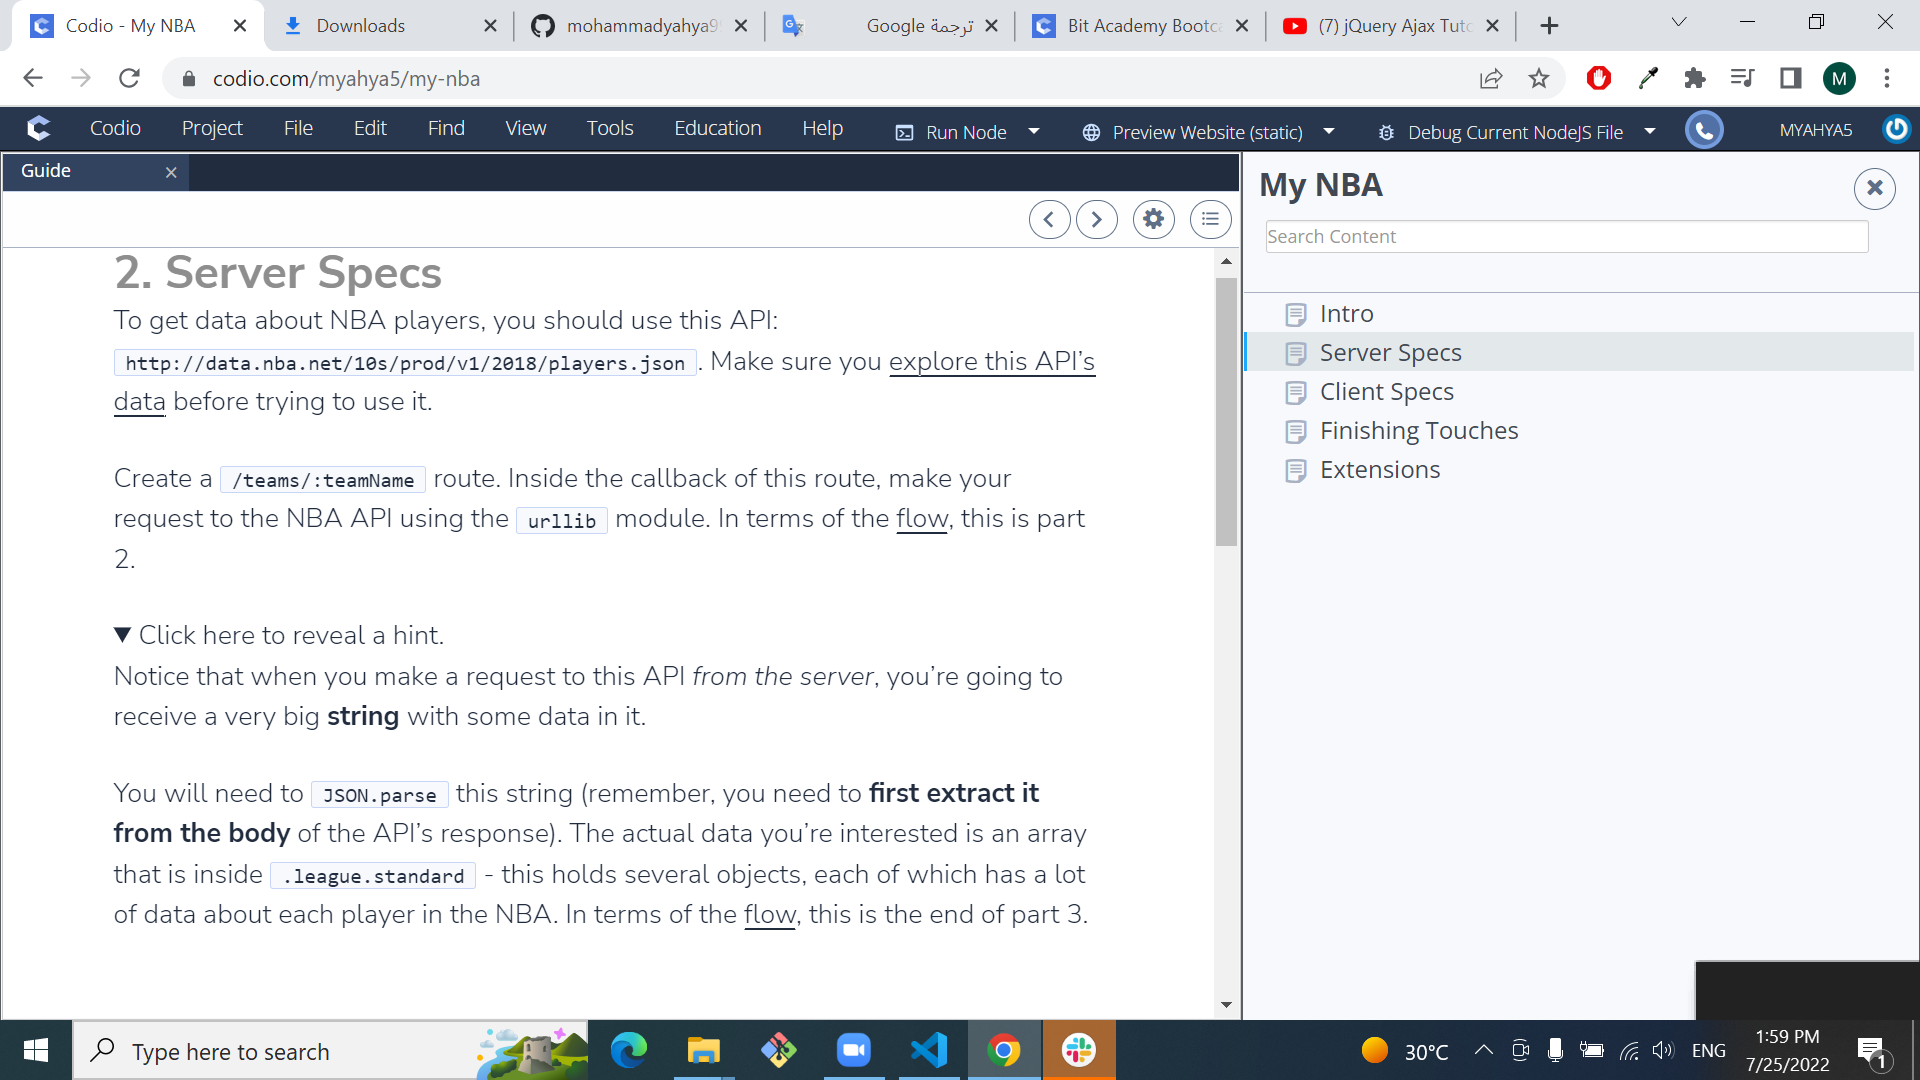 Codio - My NBA
Downloads
mohammadyahya9
ترجمة Google
Bit Academy Bootc
(7) jQuery Ajax Tuto
codio.com/myahya5/my-nba
M
Codio
Project
File
Edit
Find
View
Tools
Education
Help
Run Node
Preview Website (static)
Debug Current NodeJS File
MYAHYA5
Guide
2. Server Specs
To get data about NBA players, you should use this API:
http://data.nba.net/10s/prod/v1/2018/players.json . Make sure you explore this API’s
data before trying to use it.
Create a /teams/:teamName route. Inside the callback of this route, make your
request to the NBA API using the urllib module. In terms of the flow, this is part
2.
Click here to reveal a hint.
Notice that when you make a request to this API from the server, you’re going to
receive a very big string with some data in it.
You will need to JSON.parse this string (remember, you need to first extract it
from the body of the API’s response). The actual data you’re interested is an array
that is inside .league.standard - this holds several objects, each of which has a lot
of data about each player in the NBA. In terms of the flow, this is the end of part 3.
My NBA
Search Content
Intro
Server Specs
Client Specs
Finishing Touches
Extensions
Type here to search
30°C
ENG
1:59 PM
7/25/2022
1